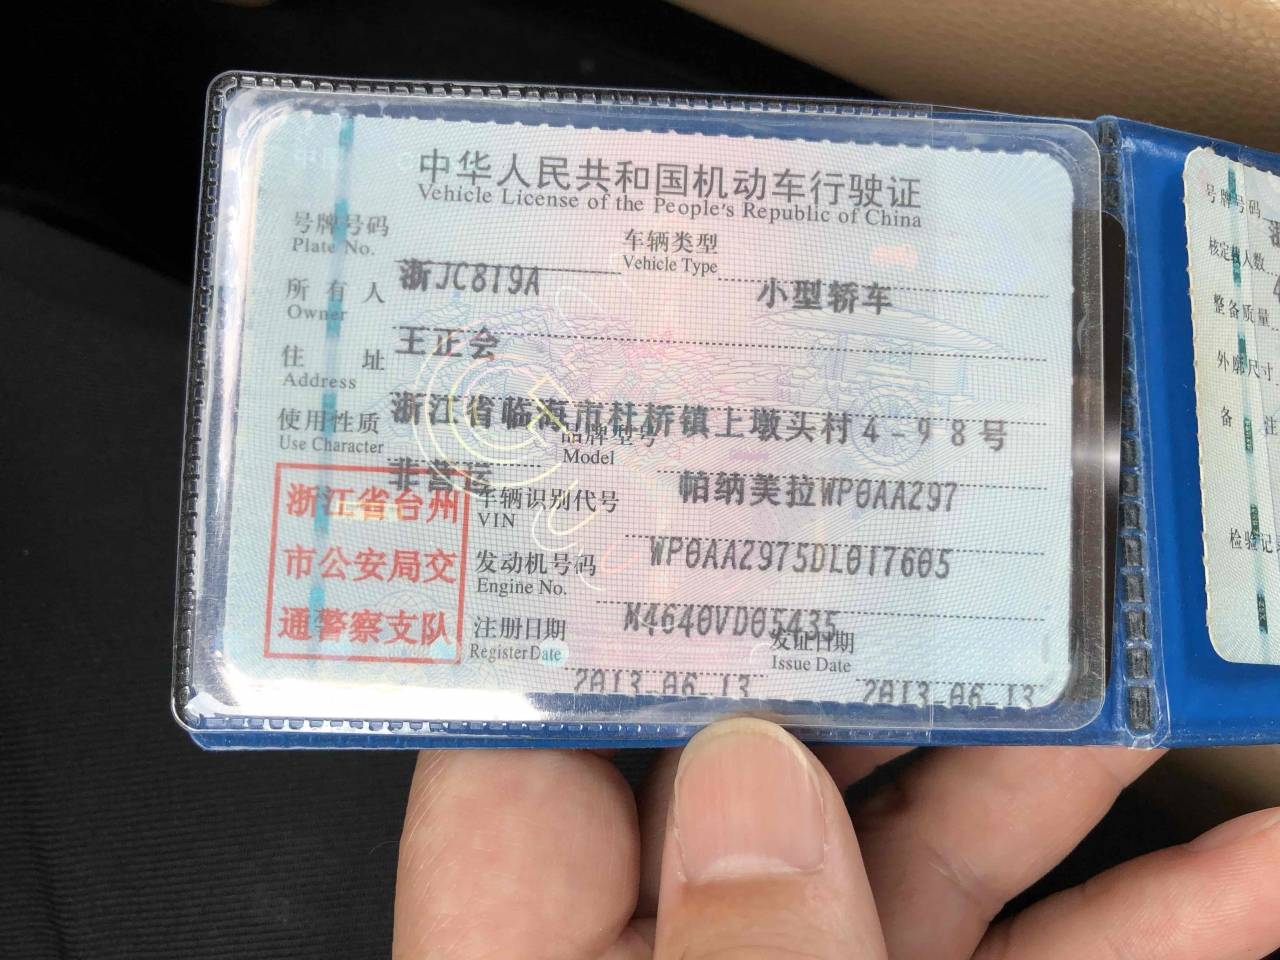 中华人民共和国机动车行驶证
Vehicle License of the People's Republic of China
号牌号码
Plate No.
浙JC819A
车辆类型
Vehicle Type
小型轿车
所有人
Owner
王正会
住址
Address
浙江省临海市杜桥镇上墩头村4-98号
使用性质
Use Character
非营运
品牌型号
Model
帕纳美拉WP0AA297
浙江省台州
市公安局交
通警察支队
车辆识别代号
VIN
WP0AA2975DL017605
发动机号码
Engine No.
M4640VD05435
注册日期
Register Date
2013-06-13
发证日期
Issue Date
2013-06-13
号牌号码
核定载人数
整备质量
外廓尺寸
备注
检验记